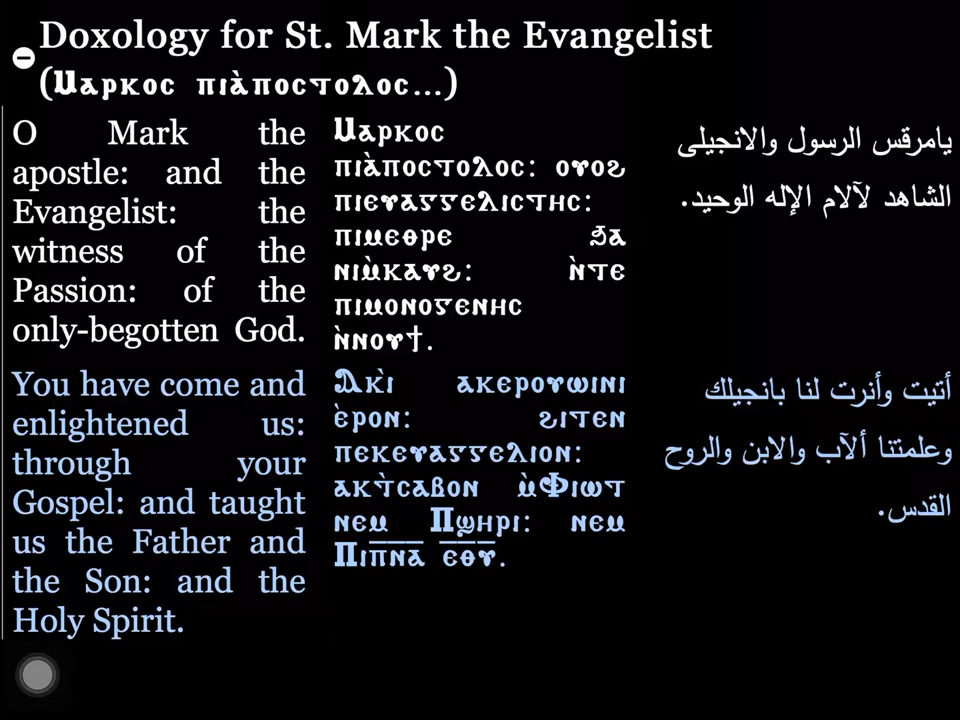 Doxology for St. Mark the Evangelist
(Ⲙⲁⲣⲕⲟⲥ ⲡⲓⲁ̀ⲡⲟⲥⲧⲟⲗⲟⲥ...)
O Mark the
apostle: and the
Evangelist: the
witness of the
Passion: of the
only-begotten God.
Ⲙⲁⲣⲕⲟⲥ
ⲡⲓⲁ̀ⲡⲟⲥⲧⲟⲗⲟⲥ: ⲟⲩⲟϩ
ⲡⲓⲉⲩⲁⲅⲅⲉⲗⲓⲥⲧⲏⲥ:
ⲡⲓⲙⲉⲑⲣⲉ ϧⲁ
ⲛⲓⲙ̀ⲕⲁⲩϩ: ⲛ̀ⲧⲉ
ⲡⲓⲙⲟⲛⲟⲅⲉⲛⲏⲥ
ⲛ̀ⲛⲟⲩϯ.
يامرقس الرسول والانجيلى
الشاهد لآلام الإله الوحيد.
You have come and
enlightened us:
through your
Gospel: and taught
us the Father and
the Son: and the
Holy Spirit.
Ⲁⲕⲓ̀ ⲁⲕⲉⲣⲟⲩⲱⲓⲛⲓ
ⲉ̀ⲣⲟⲛ: ϩⲓⲧⲉⲛ
ⲡⲉⲕⲉⲩⲁⲅⲅⲉⲗⲓⲟⲛ:
ⲁⲕⲧ̀ⲥⲁⲃⲟⲛ ⲙ̀Ⲫⲓⲱⲧ
ⲛⲉⲙ Ⲡϣⲏⲣⲓ: ⲛⲉⲙ
Ⲡⲓⲡ̅ⲛ̅ⲁ̅ ⲉ̅ⲑ̅ⲩ̅.
أتيت وأنرت لنا بانجيلك
وعلمتنا ألآب والابن والروح
القدس.